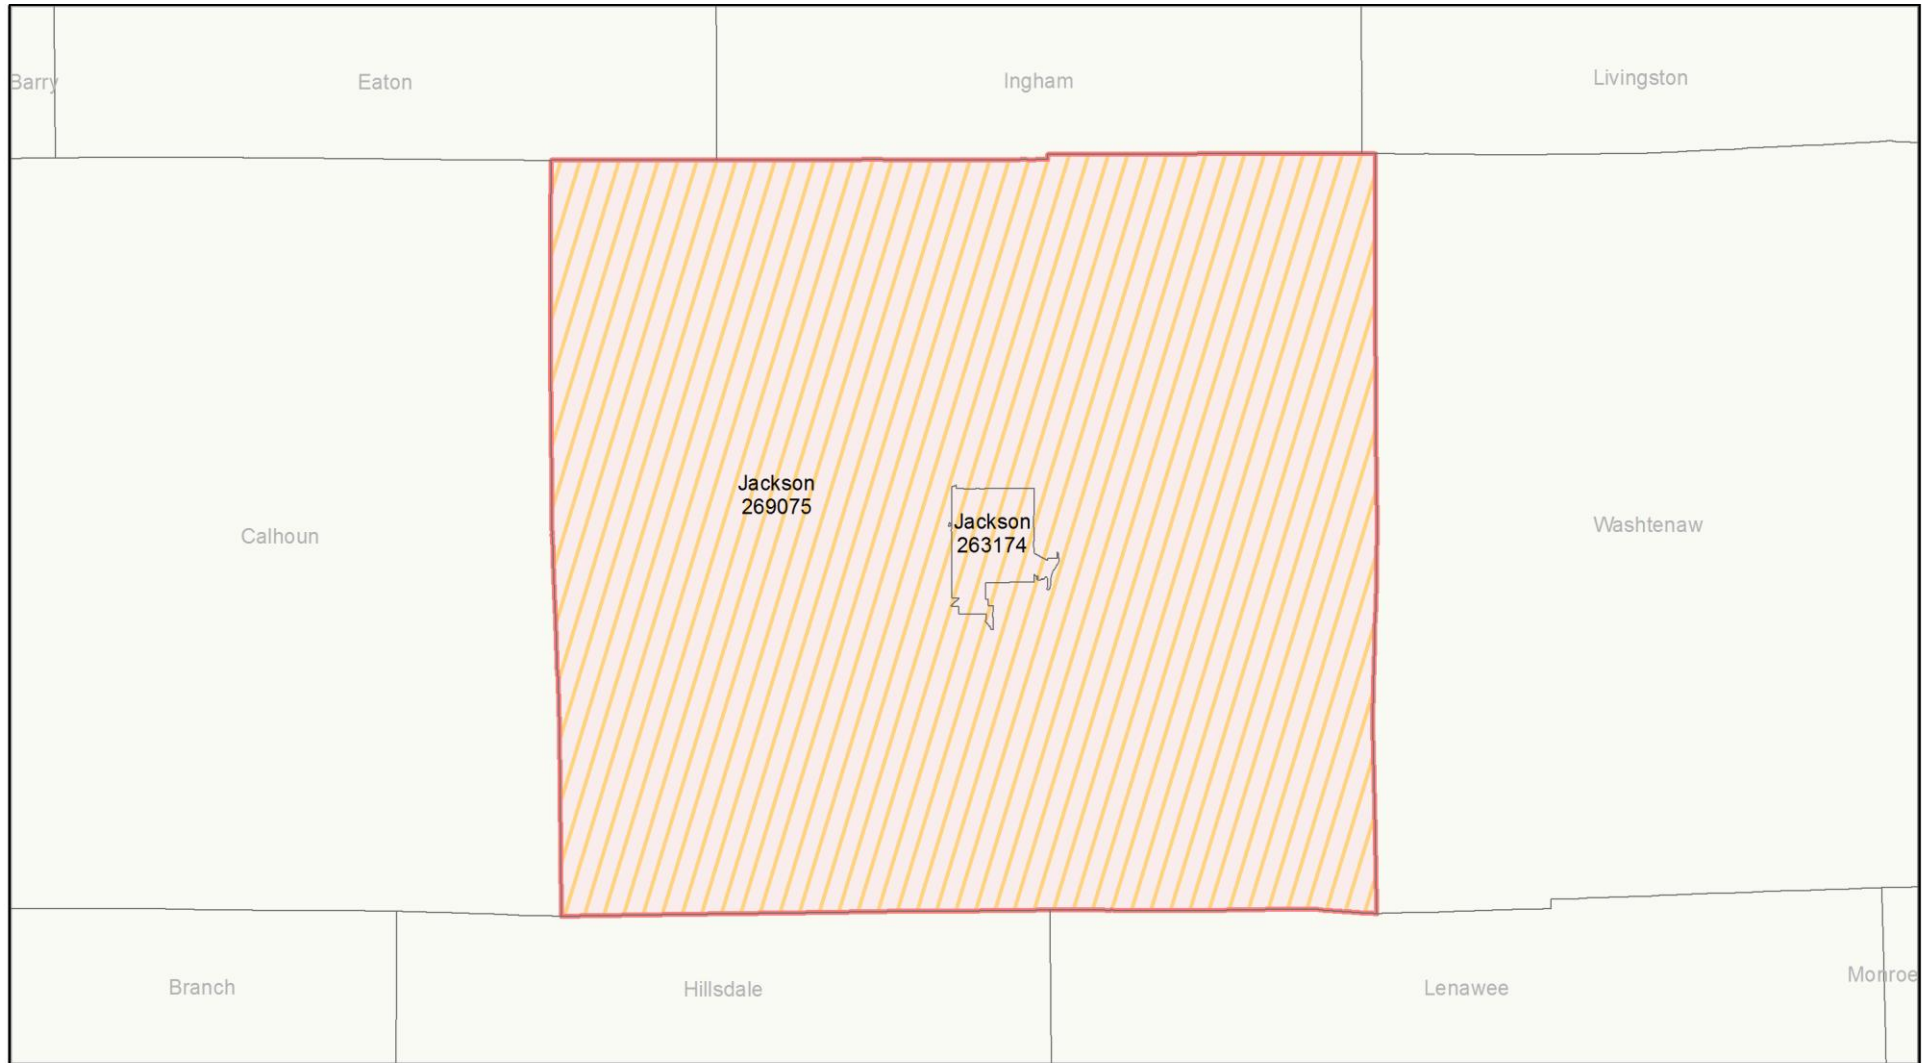 Barry
Eaton
Ingham
Livingston
Jackson
269075
Jackson
263174
Calhoun
Washtenaw
Branch
Hillsdale
Lenawee
Monroe